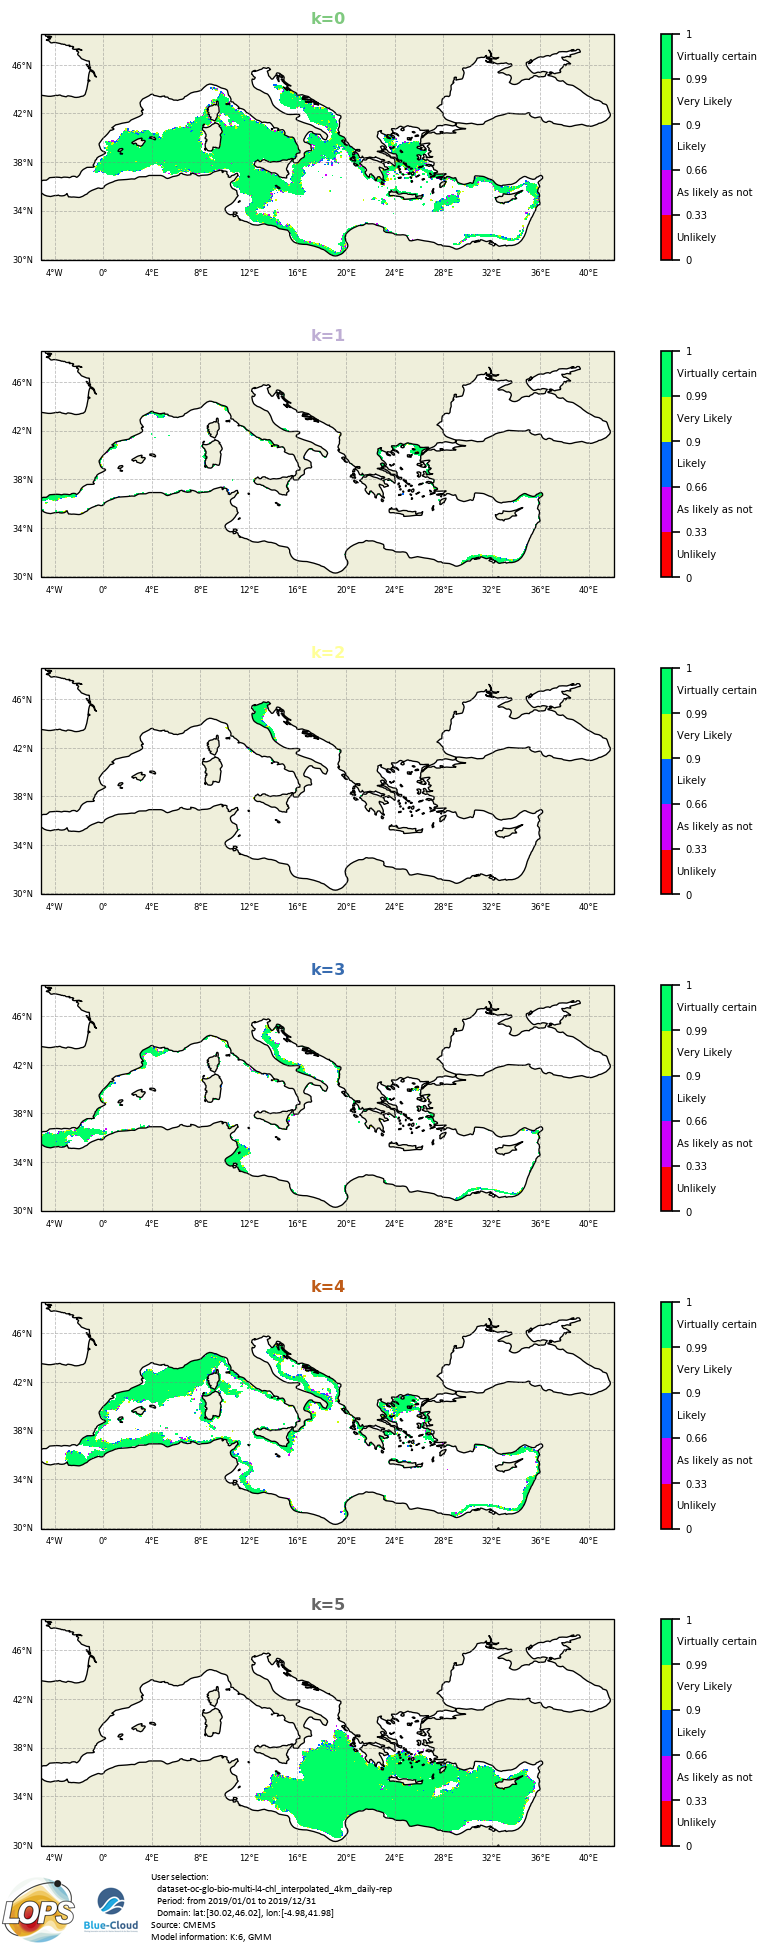 k=0
46°N
42°N
38°N
34°N
30°N
4°W 0° 4°E 8°E 12°E 16°E 20°E 24°E 28°E 32°E 36°E 40°E
1
Virtually certain
0.99
Very Likely
0.9
Likely
0.66
As likely as not
0.33
Unlikely
0
k=1
46°N
42°N
38°N
34°N
30°N
4°W 0° 4°E 8°E 12°E 16°E 20°E 24°E 28°E 32°E 36°E 40°E
1
Virtually certain
0.99
Very Likely
0.9
Likely
0.66
As likely as not
0.33
Unlikely
0
k=2
46°N
42°N
38°N
34°N
30°N
4°W 0° 4°E 8°E 12°E 16°E 20°E 24°E 28°E 32°E 36°E 40°E
1
Virtually certain
0.99
Very Likely
0.9
Likely
0.66
As likely as not
0.33
Unlikely
0
k=3
46°N
42°N
38°N
34°N
30°N
4°W 0° 4°E 8°E 12°E 16°E 20°E 24°E 28°E 32°E 36°E 40°E
1
Virtually certain
0.99
Very Likely
0.9
Likely
0.66
As likely as not
0.33
Unlikely
0
k=4
46°N
42°N
38°N
34°N
30°N
4°W 0° 4°E 8°E 12°E 16°E 20°E 24°E 28°E 32°E 36°E 40°E
1
Virtually certain
0.99
Very Likely
0.9
Likely
0.66
As likely as not
0.33
Unlikely
0
k=5
46°N
42°N
38°N
34°N
30°N
4°W 0° 4°E 8°E 12°E 16°E 20°E 24°E 28°E 32°E 36°E 40°E
1
Virtually certain
0.99
Very Likely
0.9
Likely
0.66
As likely as not
0.33
Unlikely
0
LOPS
Blue-Cloud
User selection:
dataset-oc-glo-bio-multi-l4-chl_interpolated_4km_daily-rep
Period: from 2019/01/01 to 2019/12/31
Domain: lat:[30.02,46.02], lon:[-4.98,41.98]
Source: CMEMS
Model information: K:6, GMM